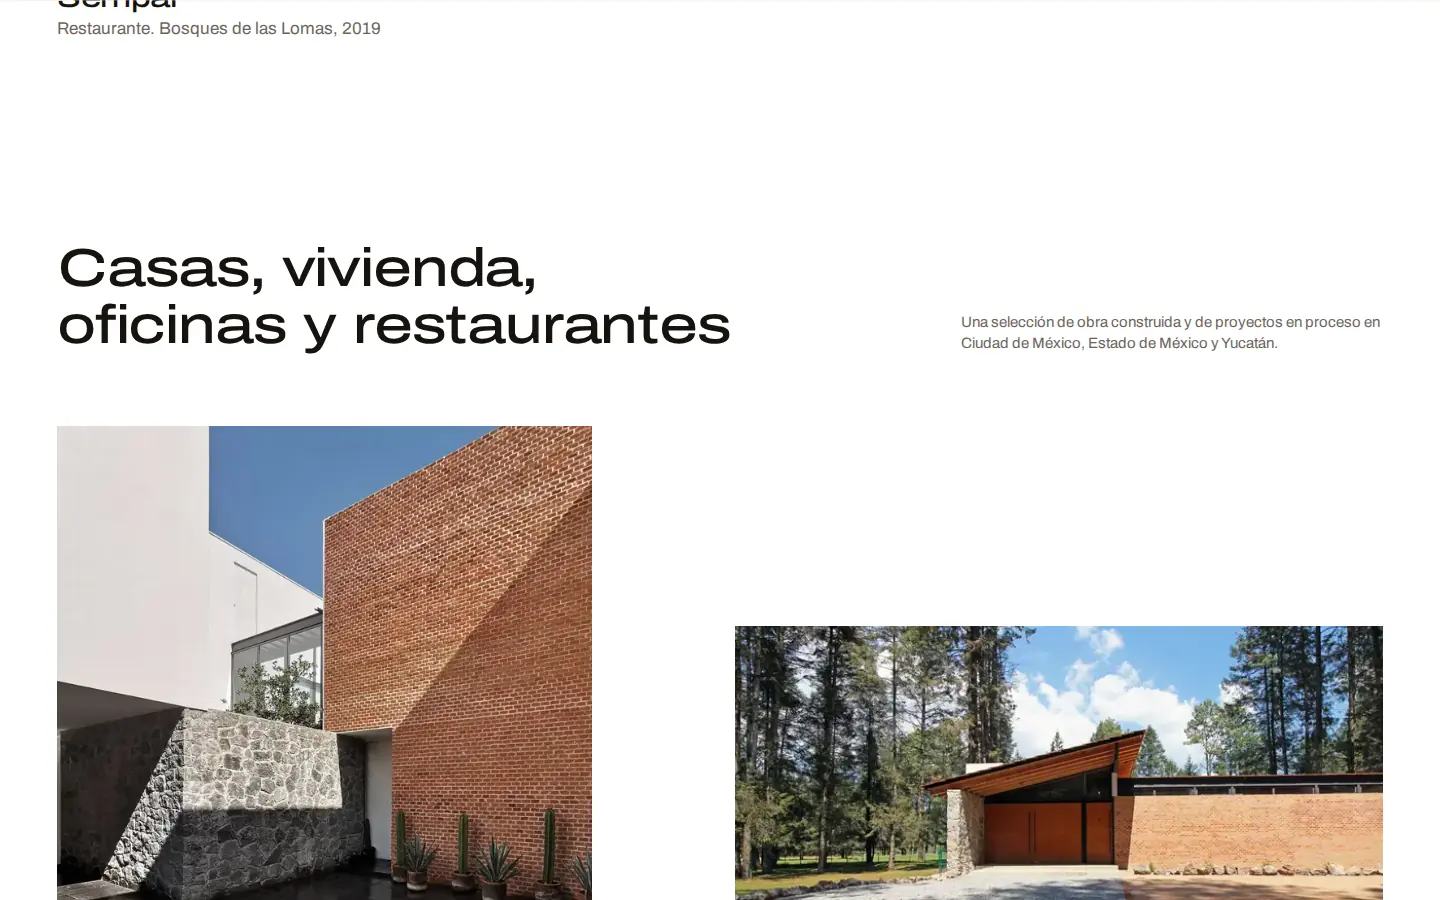 Sempai
Restaurante. Bosques de las Lomas, 2019
Casas, vivienda,
oficinas y restaurantes
Una selección de obra construida y de proyectos en proceso en
Ciudad de México, Estado de México y Yucatán.